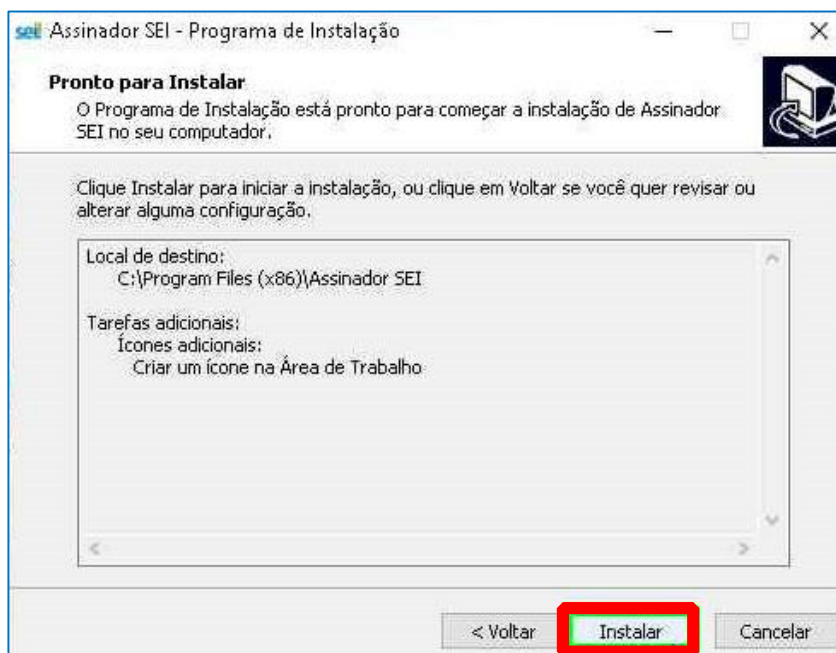 sei! Assinador SEI - Programa de Instalação
Pronto para Instalar
O Programa de Instalação está pronto para começar a instalação de Assinador
SEI no seu computador.
Clique Instalar para iniciar a instalação, ou clique em Voltar se você quer revisar ou
alterar alguma configuração.
Local de destino:
C:\Program Files (x86)\Assinador SEI
Tarefas adicionais:
Ícones adicionais:
Criar um ícone na Área de Trabalho
< Voltar
Instalar
Cancelar